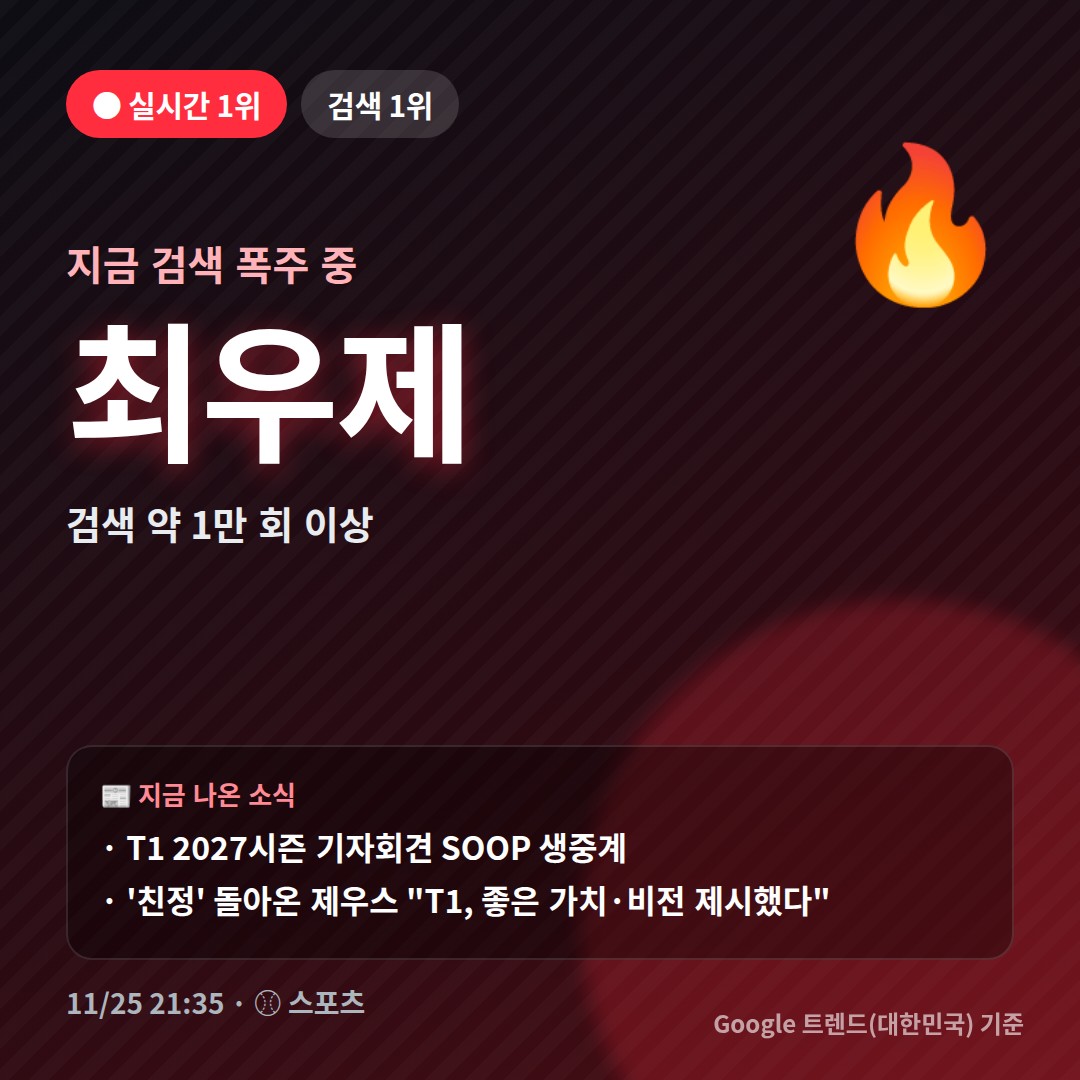 실시간 1위 검색 1위
지금 검색 폭주 중
최우제
검색 약 1만 회 이상
지금 나온 소식
· T1 2027시즌 기자회견 SOOP 생중계
· '친정' 돌아온 제우스 "T1, 좋은 가치·비전 제시했다"
11/25 21:35 · 스포츠
Google 트렌드(대한민국) 기준